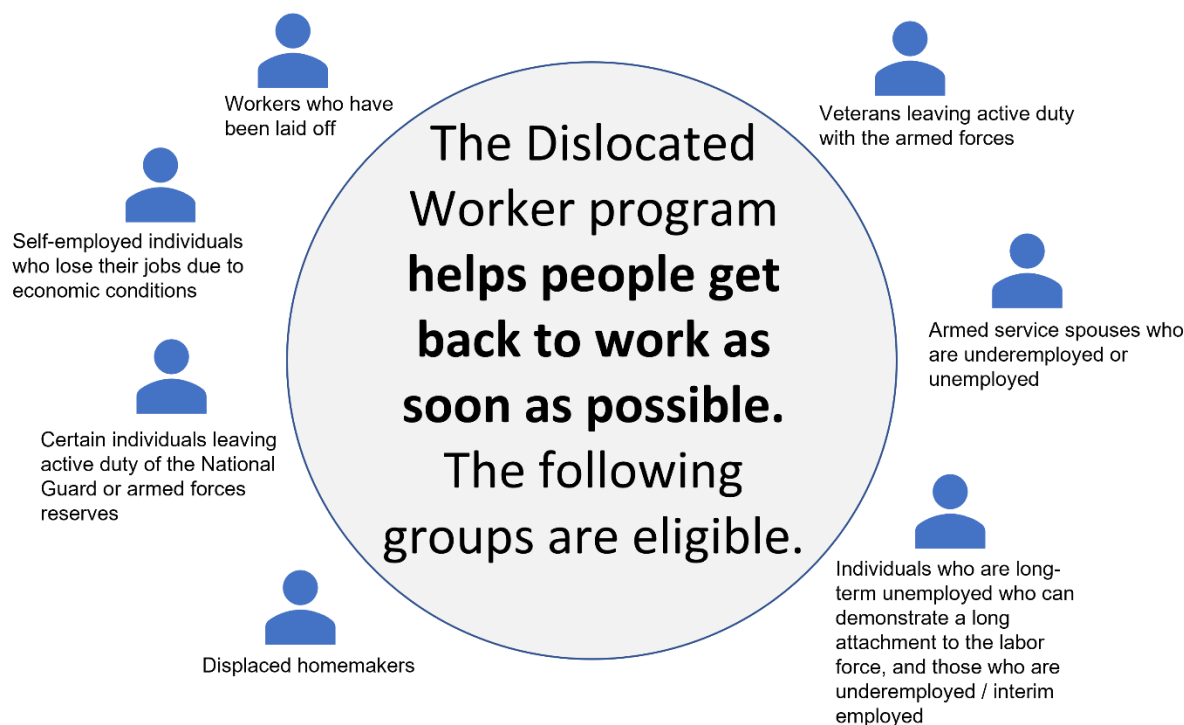 The Dislocated
Worker program
helps people get
back to work as
soon as possible.
The following
groups are eligible.
Workers who have
been laid off
Self-employed individuals
who lose their jobs due to
economic conditions
Certain individuals leaving
active duty of the National
Guard or armed forces
reserves
Displaced homemakers
Veterans leaving active duty
with the armed forces
Armed service spouses who
are underemployed or
unemployed
Individuals who are long-
term unemployed who can
demonstrate a long
attachment to the labor
force, and those who are
underemployed / interim
employed